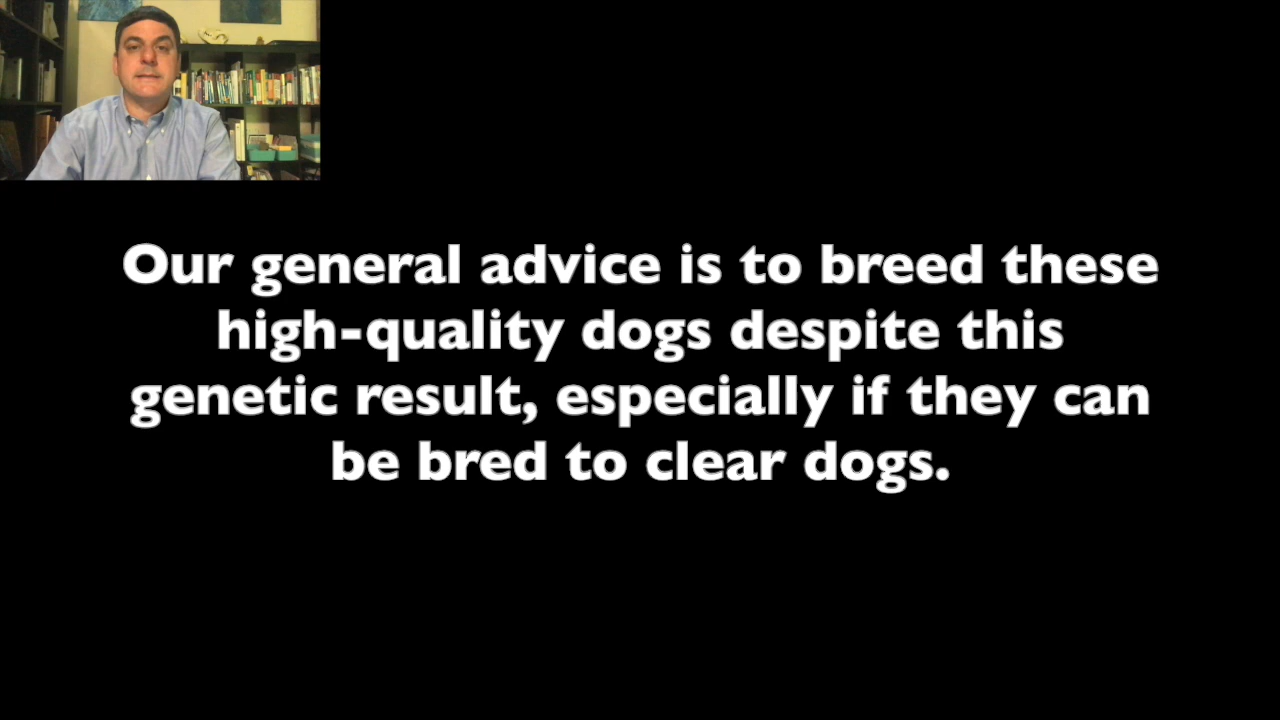 Our general advice is to breed these
high-quality dogs despite this
genetic result, especially if they can
be bred to clear dogs.